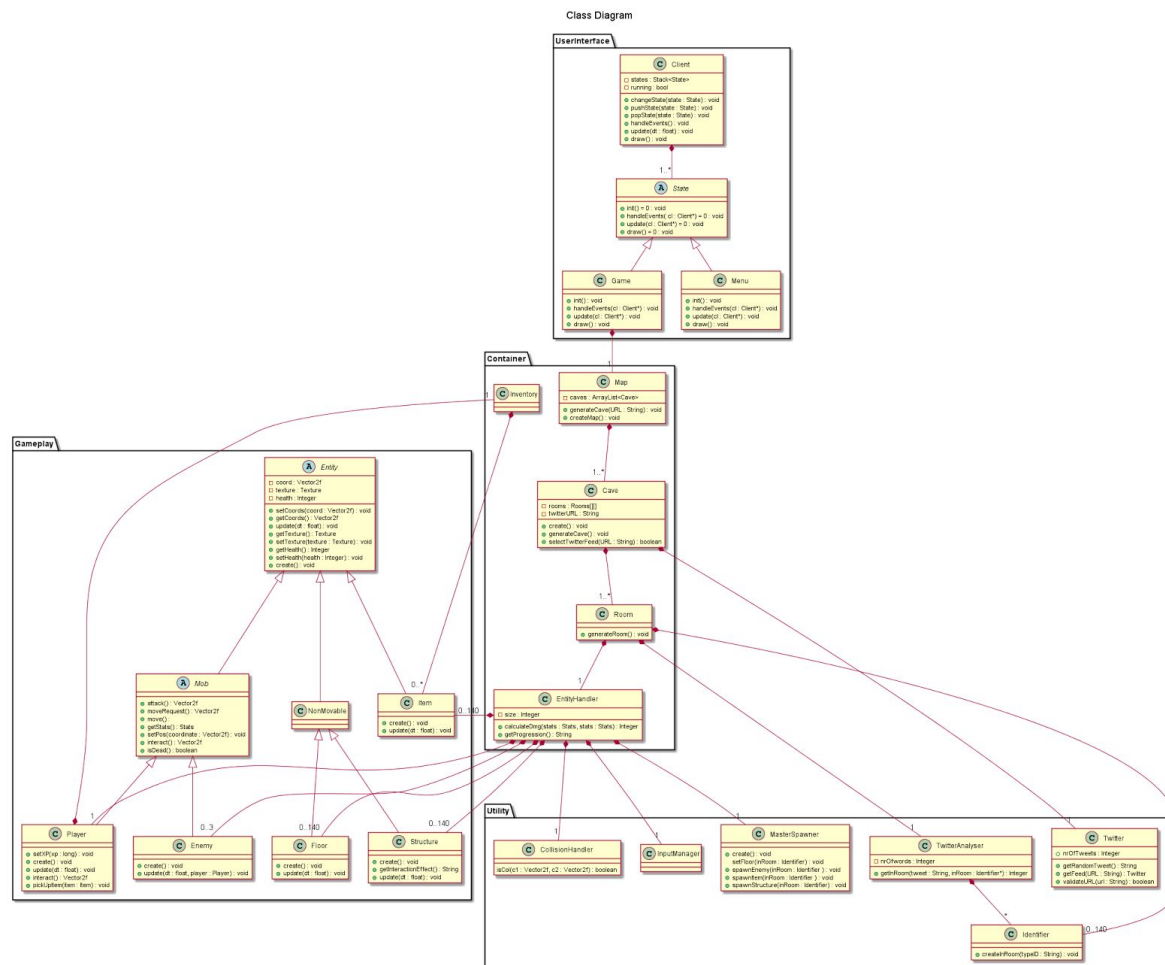 Class Diagram
UserInterface
C Client
states : Stack<State>
running : bool
changeState(state : State) : void
pushState(state : State) : void
popState(state : State) : void
handleEvents() : void
update(dt : float) : void
draw() : void
1..*
A State
init() = 0 : void
handleEvents( cl : Client*) = 0 : void
update(cl : Client*) = 0 : void
draw() = 0 : void
C Game
init() : void
handleEvents(cl : Client*) : void
update(cl : Client*) : void
draw() : void
C Menu
init() : void
handleEvents(cl : Client*) : void
update(cl : Client*) : void
draw() : void
Container
1
C Map
caves : ArrayList<Cave>
generateCave(URL : String) : void
createMap() : void
1
C Inventory
1..*
C Cave
rooms : Rooms[][]
twitterURL : String
create() : void
generateCave() : void
selectTwitterFeed(URL : String) : boolean
1..*
C Room
generateRoom() : void
1
C EntityHandler
size : Integer
calculateDmg(stats : Stats, stats : Stats) : Integer
getProgression() : String
Gameplay
A Entity
coord : Vector2f
texture : Texture
health : Integer
setCoords(coord : Vector2f) : void
getCoords() : Vector2f
update(dt : float) : void
getTexture() : Texture
setTexture(texture : Texture) : void
getHealth() : Integer
setHealth(health : Integer) : void
create() : void
A Mob
attack() : Vector2f
moveRequest() : Vector2f
move() :
getStats() : Stats
setPos(coordinate : Vector2f) : void
interact() : Vector2f
isDead() : boolean
C NonMovable
0..*
C Item
create() : void
update(dt : float) : void
0..140
1
C Player
setXP(xp : long) : void
create() : void
update(dt : float) : void
interact() : Vector2f
pickUpItem(item : Item) : void
0..3
C Enemy
create() : void
update(dt : float, player : Player) : void
0..140
C Floor
create() : void
update(dt : float) : void
0..140
C Structure
create() : void
getInteractionEffect() : String
update(dt : float) : void
Utility
1
C CollisionHandler
isCol(c1 : Vector2f, c2 : Vector2f) : boolean
1
C InputManager
C MasterSpawner
create() : void
setFloor(inRoom : Identifier) : void
spawnEnemy(inRoom : Identifier ) : void
spawnItem(inRoom : Identifier ) : void
spawnStructure(inRoom : Identifier) : void
1
C TwitterAnalyser
nrOfwords : Integer
getInRoom(tweet : String, inRoom : Identifier*) : Integer
1
C Twitter
nrOfTweets : Integer
getRandomTweet() : String
getFeed(URL : String) : Twitter
validateURL(url : String) : boolean
*
0..140
C Identifier
createInRoom(typeID : String) : void